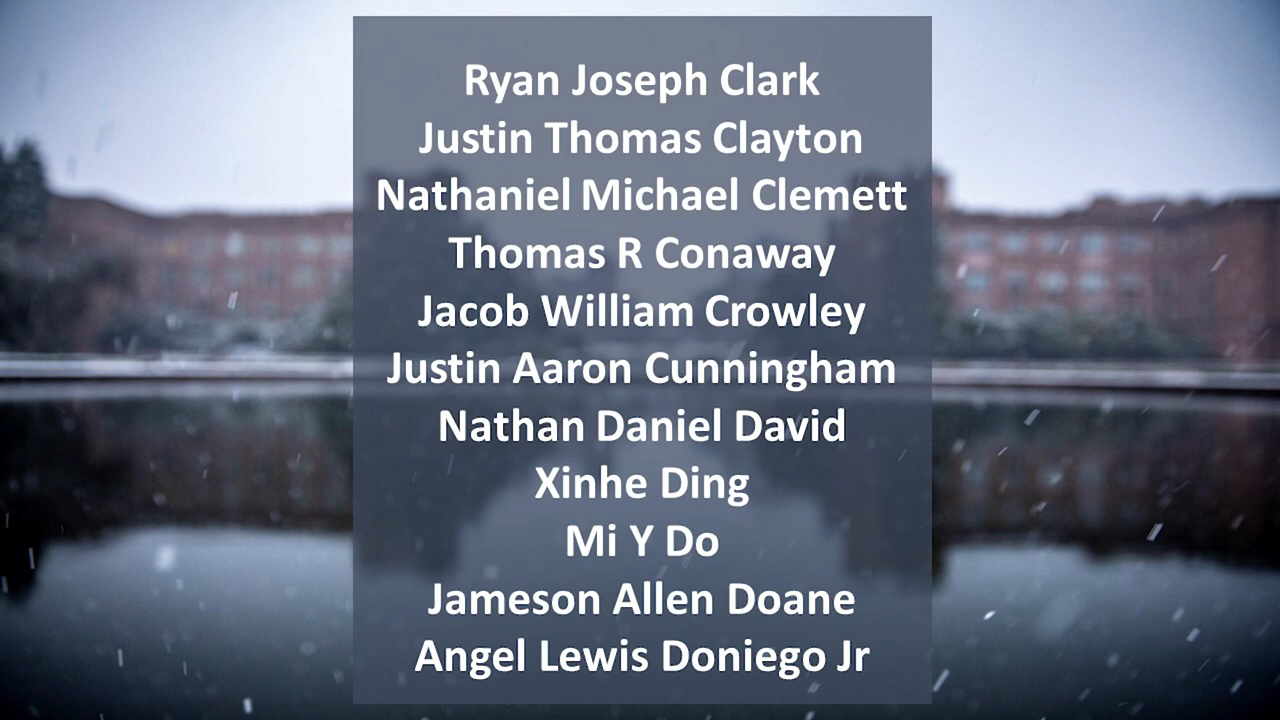 Ryan Joseph Clark
Justin Thomas Clayton
Nathaniel Michael Clemett
Thomas R Conaway
Jacob William Crowley
Justin Aaron Cunningham
Nathan Daniel David
Xinhe Ding
Mi Y Do
Jameson Allen Doane
Angel Lewis Doniego Jr